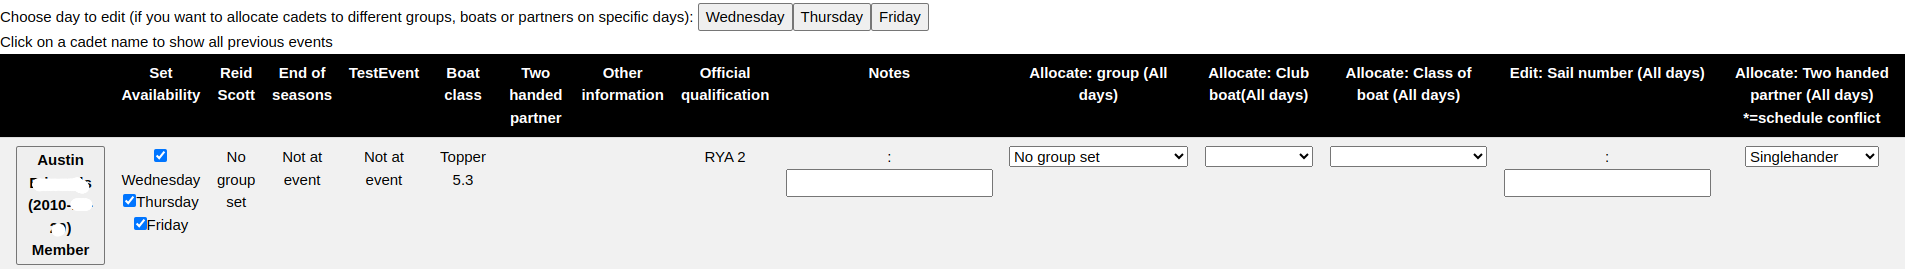 Choose day to edit (if you want to allocate cadets to different groups, boats or partners on specific days): Wednesday Thursday Friday
Click on a cadet name to show all previous events
Set Availability
Reid Scott
End of seasons
TestEvent
Boat class
Two handed partner
Other information
Official qualification
Notes
Allocate: group (All days)
Allocate: Club boat(All days)
Allocate: Class of boat (All days)
Edit: Sail number (All days)
Allocate: Two handed partner (All days) *=schedule conflict
Austin
(2010-
Member
Wednesday
Thursday
Friday
No group set
Not at event
Not at event
Topper 5.3
RYA 2
:
No group set
:
Singlehander